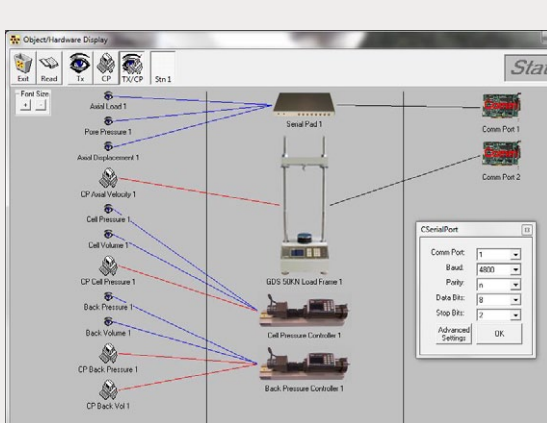 Object/Hardware Display
Exit
Read
Tx
CP
TX/CP
Stn 1
Stat
Font Size
+
-
Axial Load 1
Pore Pressure 1
Axial Displacement 1
CP Axial Velocity 1
Cell Pressure 1
Cell Volume 1
CP Cell Pressure 1
Back Pressure 1
Back Volume 1
CP Back Pressure 1
CP Back Vol 1
Serial Pad 1
GDS 50KN Load Frame 1
Cell Pressure Controller 1
Back Pressure Controller 1
Comm Port 1
Comm Port 2
CSerialPort
Comm Port: 1
Baud: 4800
Parity: n
Data Bits: 8
Stop Bits: 2
Advanced
Settings
OK